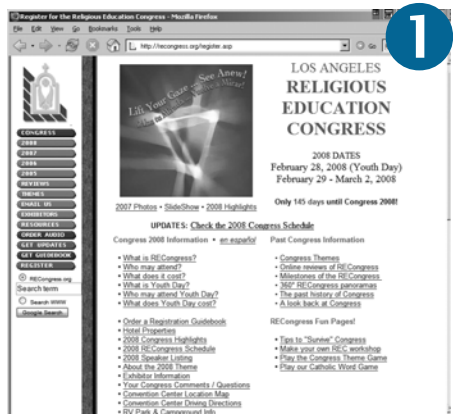 Register for the Religious Education Congress - Mozilla Firefox
1
File Edit View Go Bookmarks Tools Help
http://recongress.org/register.asp
Go
CONGRESS
2008
2007
2006
2005
REVIEWS
THEMES
EMAIL US
EXHIBITORS
RESOURCES
ORDER AUDIO
GET UPDATES
GET GUIDEBOOK
REGISTER
RECongress.org
Search term
Search WWW
Google Search
Lift Your Gaze...See Anew!
LOS ANGELES
RELIGIOUS
EDUCATION
CONGRESS
2008 DATES
February 28, 2008 (Youth Day)
February 29 - March 2, 2008
Only 145 days until Congress 2008!
2007 Photos • SlideShow • 2008 Highlights
UPDATES: Check the 2008 Congress Schedule
Congress 2008 Information • en español
• What is RECongress?
• Who may attend?
• What does it cost?
• What is Youth Day?
• Who may attend Youth Day?
• What does Youth Day cost?
• Order a Registration Guidebook
• Hotel Properties
• 2008 Congress Highlights
• 2008 RECongress Schedule
• 2008 Speaker Listing
• About the 2008 Theme
• Exhibitor Information
• Your Congress Comments / Questions
• Convention Center Location Map
• Convention Center Driving Directions
• RV Park & Campground Info
Past Congress Information
• Congress Themes
• Online reviews of RECongress
• Milestones of the RECongress
• 360° RECongress panoramas
• The past history of Congress
• A look back at Congress
RECongress Fun Pages!
• Tips to "Survive" Congress
• Make your own REC workshop
• Play the Congress Theme Game
• Play our Catholic Word Game